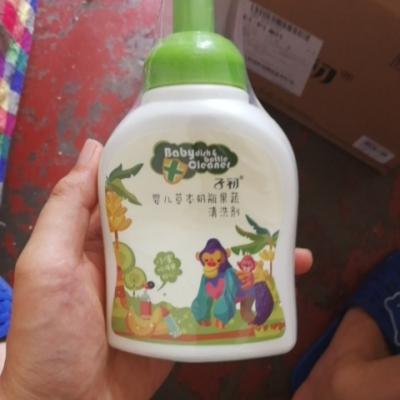 Baby dish &
bottle
Cleaner
子初®
婴儿草本奶瓶果蔬
清洗剂